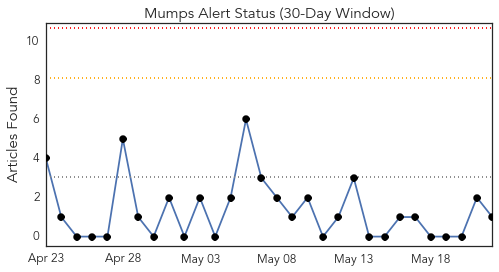 Mumps Alert Status (30-Day Window)
Articles Found
10
8
6
4
2
0
Apr 23
Apr 28
May 03
May 08
May 13
May 18